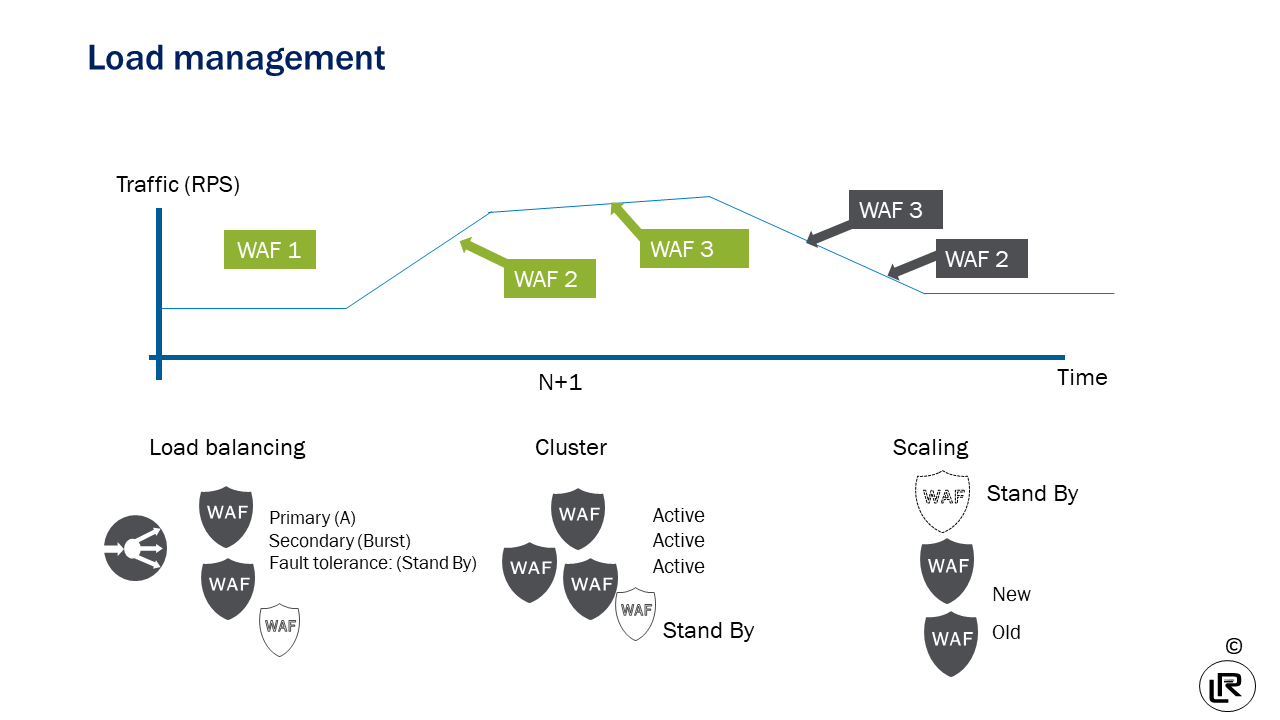 Load management
Traffic (RPS)
WAF 1
WAF 2
WAF 3
WAF 3
WAF 2
N+1
Time
Load balancing
WAF
WAF
WAF
Primary (A)
Secondary (Burst)
Fault tolerance: (Stand By)
Cluster
WAF
WAF
WAF
WAF
Active
Active
Active
Stand By
Scaling
WAF
Stand By
WAF
New
WAF
Old
©
LR